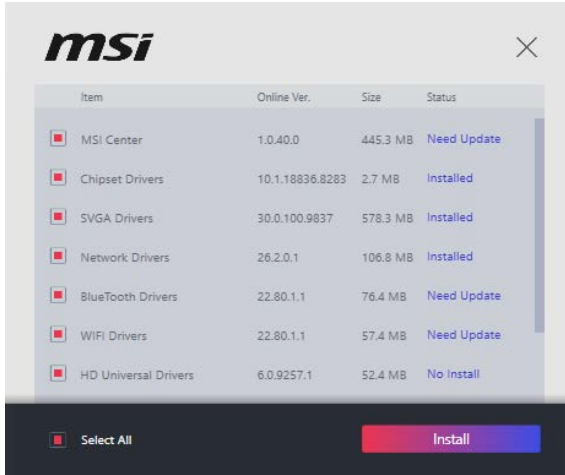 msi
Item Online Ver. Size Status
MSI Center 1.0.40.0 445.3 MB Need Update
Chipset Drivers 10.1.18836.8283 2.7 MB Installed
SVGA Drivers 30.0.100.9837 578.3 MB Installed
Network Drivers 26.2.0.1 106.8 MB Installed
BlueTooth Drivers 22.80.1.1 76.4 MB Need Update
WIFI Drivers 22.80.1.1 57.4 MB Need Update
HD Universal Drivers 6.0.9257.1 52.4 MB No Install
Select All Install